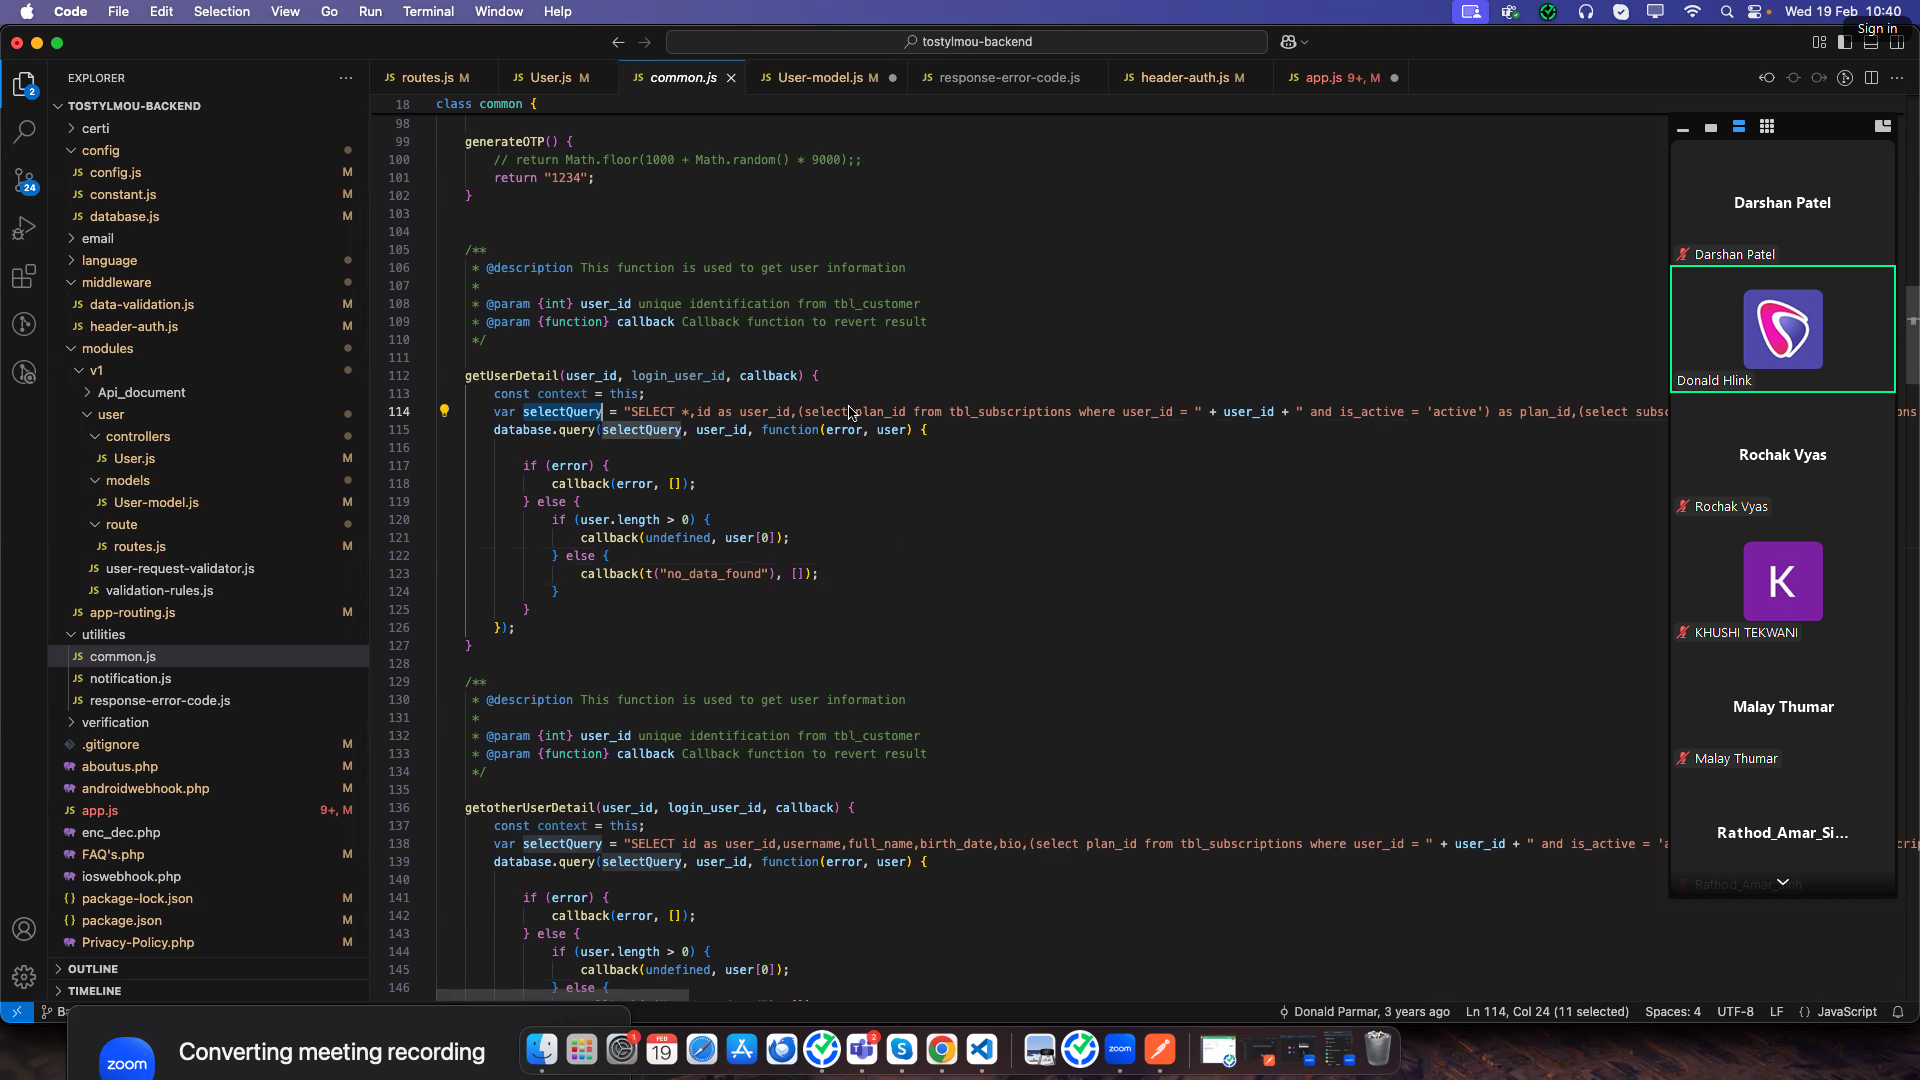 Code File Edit Selection View Go Run Terminal Window Help
Wed 19 Feb 10:40
Sign in
tostylmou-backend
EXPLORER
routes.js M
User.js M
common.js
User-model.js M
response-error-code.js
header-auth.js M
app.js 9+, M
TOSTYLMOU-BACKEND
certi
config
config.js M
constant.js M
database.js M
email
language
middleware
data-validation.js M
header-auth.js M
modules
v1
Api_document
user
controllers
User.js M
models
User-model.js M
route
routes.js M
user-request-validator.js
validation-rules.js
app-routing.js M
utilities
common.js
notification.js
response-error-code.js
verification
.gitignore M
aboutus.php M
androidwebhook.php M
app.js 9+, M
enc_dec.php
FAQ's.php M
ioswebhook.php
package-lock.json M
package.json M
Privacy-Policy.php M
OUTLINE
TIMELINE
2
24
18 class common {
98
99 generateOTP() {
100 // return Math.floor(1000 + Math.random() * 9000);;
101 return "1234";
102 }
103
104
105 /**
106 * @description This function is used to get user information
107 *
108 * @param {int} user_id unique identification from tbl_customer
109 * @param {function} callback Callback function to revert result
110 */
111
112 getUserDetail(user_id, login_user_id, callback) {
113 const context = this;
114 var selectQuery = "SELECT *,id as user_id,(select plan_id from tbl_subscriptions where user_id = " + user_id + " and is_active = 'active') as plan_id,(select subsc
115 database.query(selectQuery, user_id, function(error, user) {
116
117 if (error) {
118 callback(error, []);
119 } else {
120 if (user.length > 0) {
121 callback(undefined, user[0]);
122 } else {
123 callback(t("no_data_found"), []);
124 }
125 }
126 });
127 }
128
129 /**
130 * @description This function is used to get user information
131 *
132 * @param {int} user_id unique identification from tbl_customer
133 * @param {function} callback Callback function to revert result
134 */
135
136 getotherUserDetail(user_id, login_user_id, callback) {
137 const context = this;
138 var selectQuery = "SELECT id as user_id,username,full_name,birth_date,bio,(select plan_id from tbl_subscriptions where user_id = " + user_id + " and is_active = 'a
139 database.query(selectQuery, user_id, function(error, user) {
140
141 if (error) {
142 callback(error, []);
143 } else {
144 if (user.length > 0) {
145 callback(undefined, user[0]);
146 } else {
Darshan Patel
Darshan Patel
Donald Hlink
Rochak Vyas
Rochak Vyas
K
KHUSHI TEKWANI
Malay Thumar
Malay Thumar
Rathod_Amar_Si...
Rathod_Amar_Sinh
Donald Parmar, 3 years ago
Ln 114, Col 24 (11 selected)
Spaces: 4
UTF-8
LF
JavaScript
zoom
Converting meeting recording
1
FEB
19
2
zoom